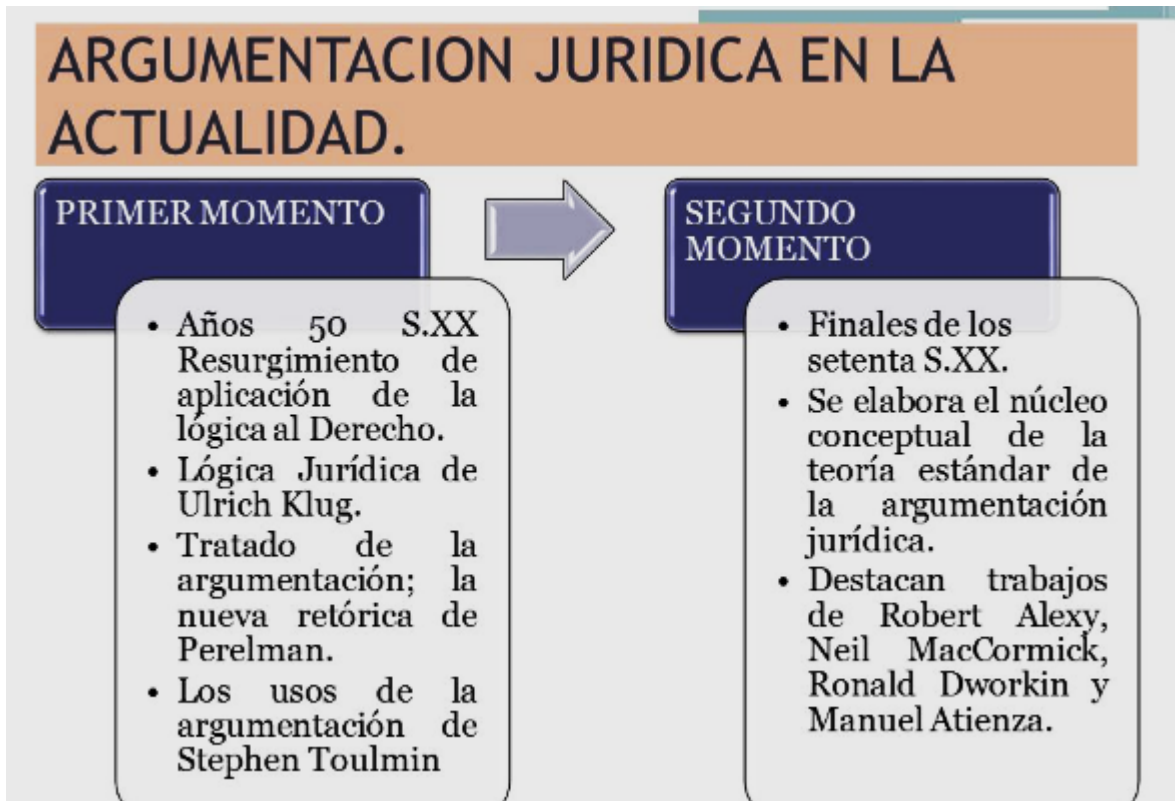 ARGUMENTACION JURIDICA EN LA
ACTUALIDAD.
PRIMER MOMENTO
• Años 50 S.XX
Resurgimiento de
aplicación de la
lógica al Derecho.
• Lógica Jurídica de
Ulrich Klug.
• Tratado de la
argumentación; la
nueva retórica de
Perelman.
• Los usos de la
argumentación de
Stephen Toulmin
SEGUNDO
MOMENTO
• Finales de los
setenta S.XX.
• Se elabora el núcleo
conceptual de la
teoría estándar de
la argumentación
jurídica.
• Destacan trabajos
de Robert Alexy,
Neil MacCormick,
Ronald Dworkin y
Manuel Atienza.